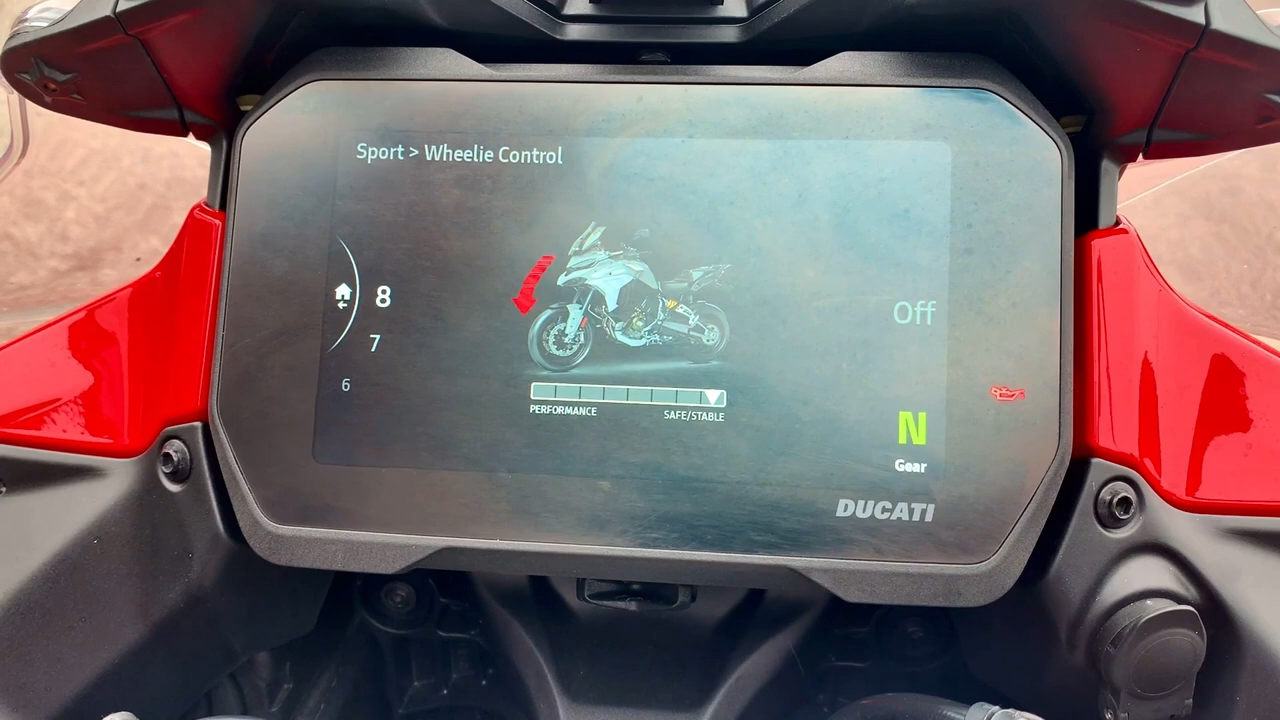 Sport > Wheelie Control
8
7
6
Off
PERFORMANCE
SAFE/STABLE
N
Gear
DUCATI